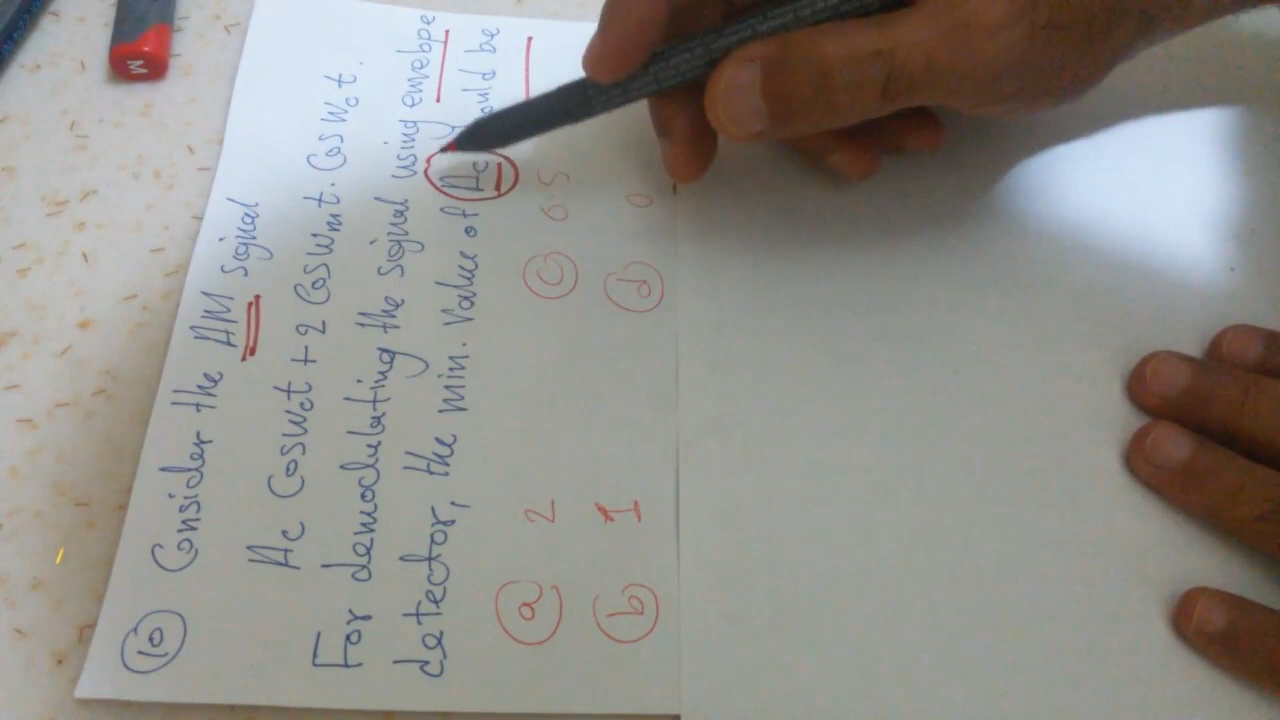 10 Consider the AM signal
Ac Cosωct + 2 Cosωmt. Cosωct.
For demodulating the signal using envelope
detector, the min. Value of Ac be
a 2 c 0.5
b 1 d 0
M